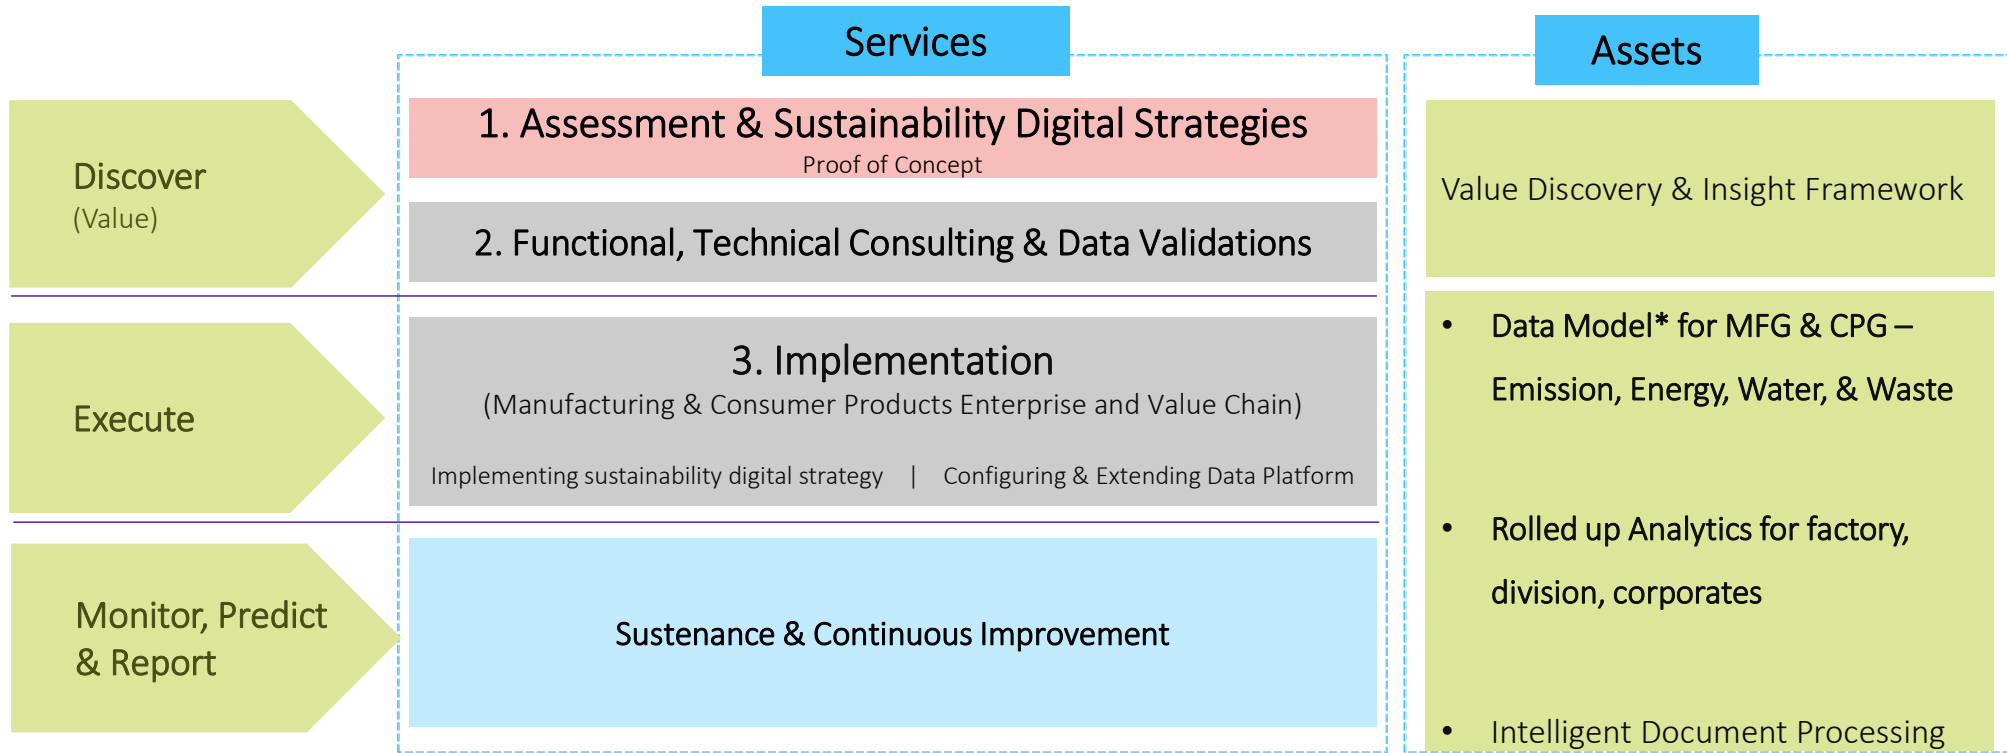 Services
Assets
Discover
(Value)
1. Assessment & Sustainability Digital Strategies
Proof of Concept
2. Functional, Technical Consulting & Data Validations
Value Discovery & Insight Framework
Execute
3. Implementation
(Manufacturing & Consumer Products Enterprise and Value Chain)
Implementing sustainability digital strategy | Configuring & Extending Data Platform
Monitor, Predict
& Report
Sustenance & Continuous Improvement
• Data Model* for MFG & CPG –
Emission, Energy, Water, & Waste
• Rolled up Analytics for factory,
division, corporates
• Intelligent Document Processing